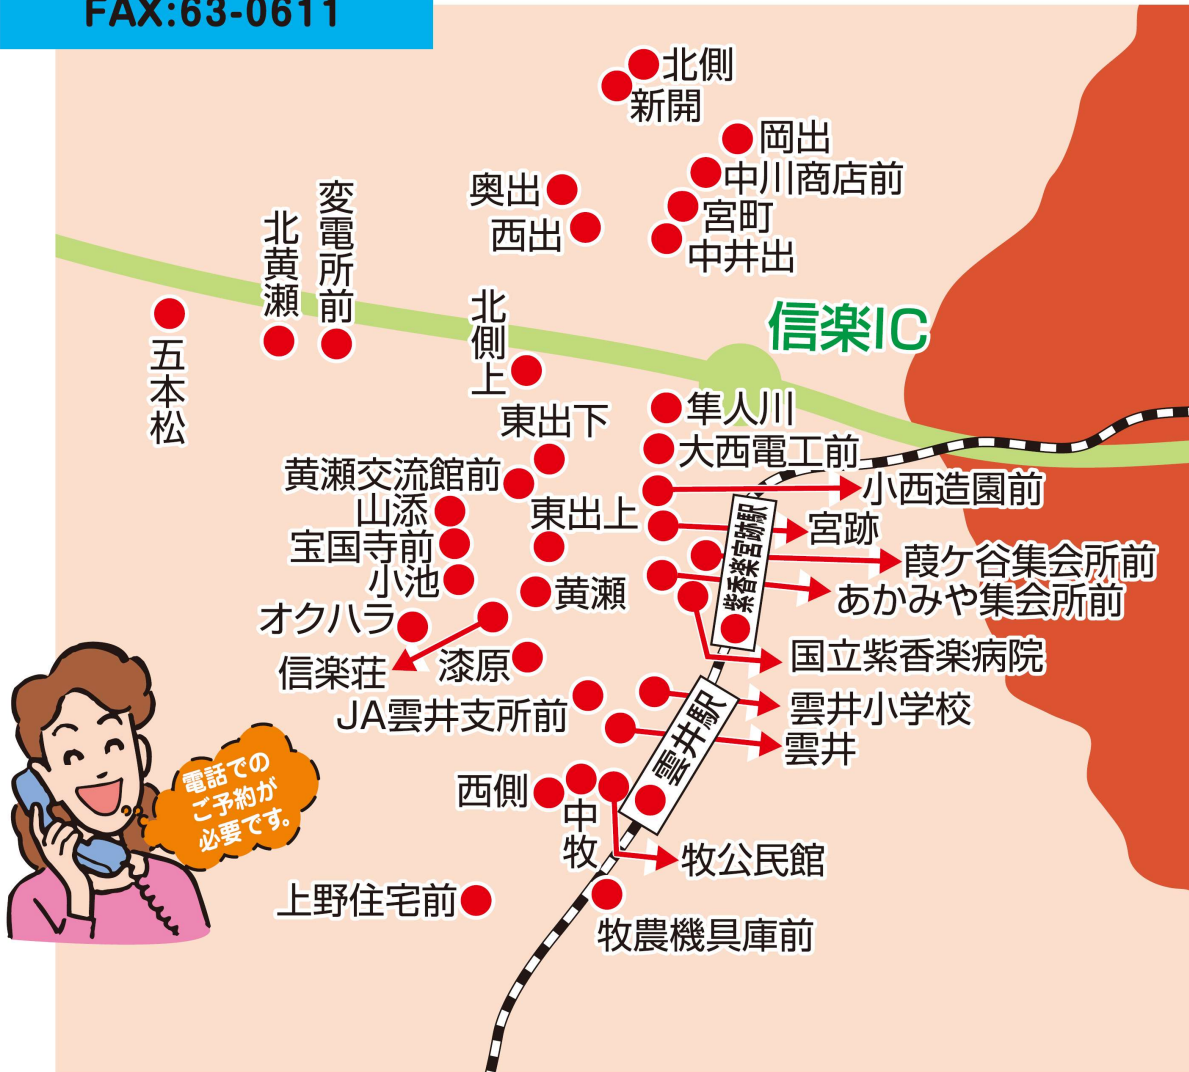 FAX:63-0611
北側
新開
岡出
中川商店前
奥出
宮町
西出
中井出
変電所前
北黄瀬
北側上
信楽IC
五本松
隼人川
東出下
大西電工前
黄瀬交流館前
小西造園前
山添
東出上
宮跡
宝国寺前
紫香楽宮跡駅
葭ケ谷集会所前
小池
黄瀬
あかみや集会所前
オクハラ
信楽荘
漆原
国立紫香楽病院
JA雲井支所前
雲井小学校
雲井駅
雲井
電話での
ご予約が
必要です。
西側
中牧
牧公民館
上野住宅前
牧農機具庫前